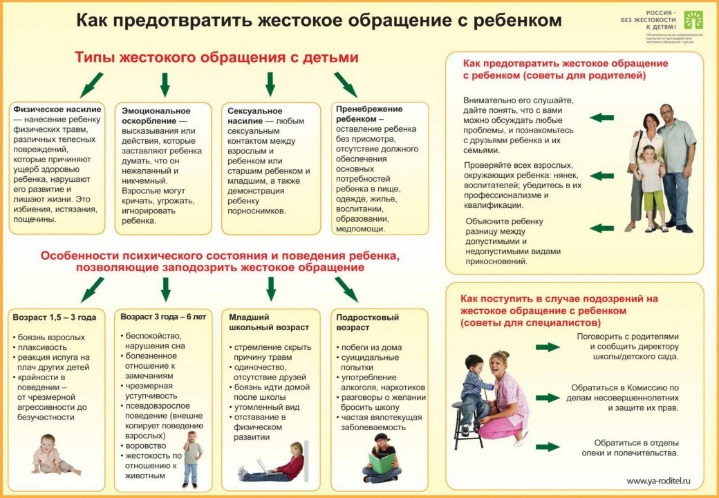 Как предотвратить жестокое обращение с ребенком
РОССИЯ -
БЕЗ ЖЕСТОКОСТИ
К ДЕТЯМ!
Типы жестокого обращения с детьми
Физическое насилие
— нанесение ребенку
физических травм,
различных телесных
повреждений,
которые причиняют
ущерб здоровью
ребенка, нарушают
его развитие и
лишают жизни. Это
избиения, истязания,
пощечины.
Эмоциональное
оскорбление —
высказывания или
действия, которые
заставляют ребенка
думать, что он
нежеланный и
никчемный.
Взрослые могут
кричать, угрожать,
игнорировать
ребенка.
Сексуальное
насилие — любым
сексуальным
контактом между
взрослым и
ребенком или
старшим ребенком и
младшим, а также
демонстрация
ребенку
порноснимков.
Пренебрежение
ребенком –
оставление ребенка
без присмотра,
отсутствие должного
обеспечения
основных
потребностей
ребенка в пище,
одежде, жилье,
воспитании,
образовании,
медпомощи.
Как предотвратить жестокое обращение
с ребенком (советы для родителей)
Внимательно его слушайте,
дайте понять, что с вами
можно обсуждать любые
проблемы, и познакомьтесь
с друзьями ребенка и их
семьями.
Проверяйте всех взрослых,
окружающих ребенка: нянек,
воспитателей; убедитесь в их
профессионализме и
квалификации.
Объясните ребенку
разницу между
допустимыми и
недопустимыми видами
прикосновений.
Особенности психического состояния и поведения ребенка,
позволяющие заподозрить жестокое обращение
Возраст 1,5 – 3 года
• боязнь взрослых
• плаксивость
• реакция испуга на
плач других детей
• крайности в
поведении –
от чрезмерной
агрессивности до
безучастности
Возраст 3 года – 6 лет
• беспокойство,
нарушения сна
• болезненное
отношение к
замечаниям
• чрезмерная
уступчивость
• псевдовзрослое
поведение (внешне
копирует поведение
взрослых)
• воровство
• жестокость по
отношению к
животным
Младший
школьный возраст
• стремление скрыть
причину травм
• одиночество,
отсутствие друзей
• боязнь идти домой
после школы
• утомленный вид
• отставание в
физическом
развитии
Подростковый
возраст
• побеги из дома
• суицидальные
попытки
• употребление
алкоголя, наркотиков
• разговоры о желании
бросить школу
• частая вялотекущая
заболеваемость
Как поступить в случае подозрений на
жестокое обращение с ребенком
(советы для специалистов)
Поговорить с родителями
и сообщить директору
школы/детского сада.
Обратиться в Комиссию по
делам несовершеннолетних
и защите их прав.
Обратиться в отделы
опеки и попечительства.
www.ya-roditel.ru